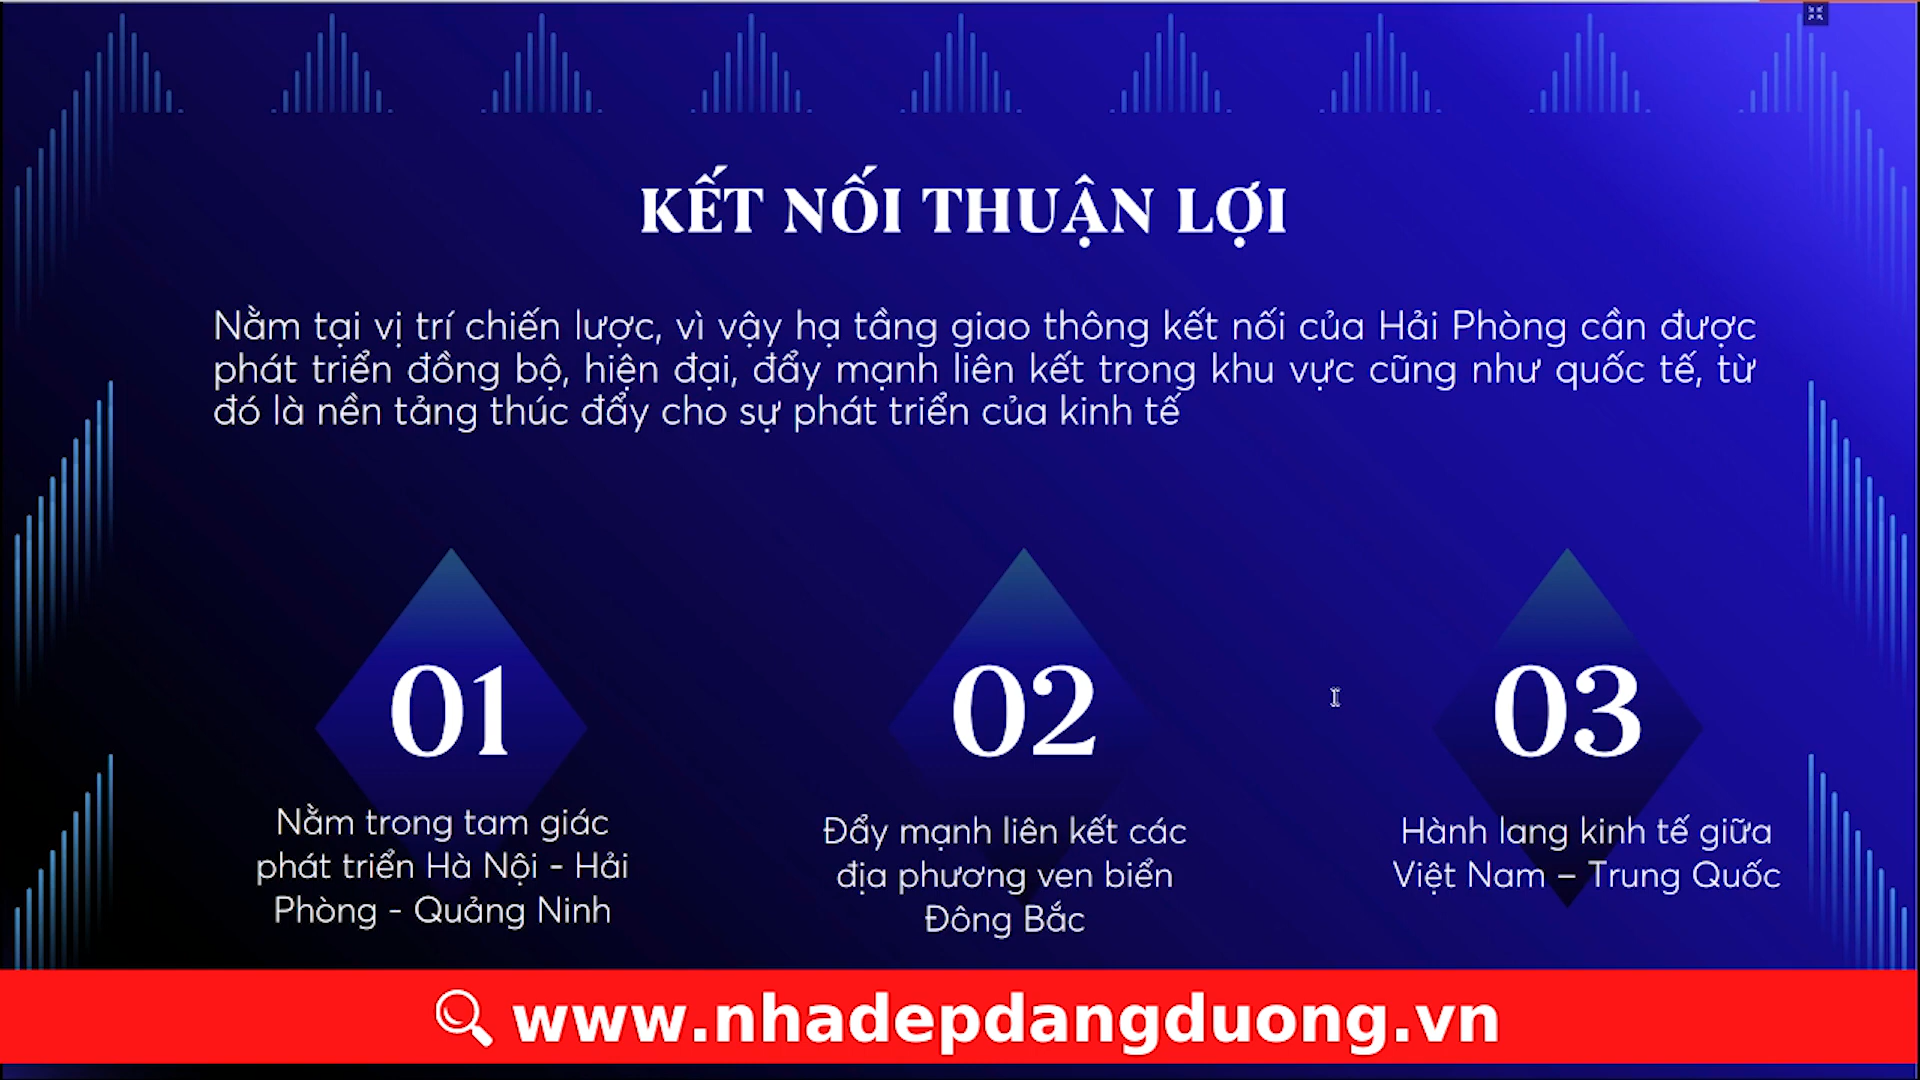 KẾT NỐI THUẬN LỢI
Nằm tại vị trí chiến lược, vì vậy hạ tầng giao thông kết nối của Hải Phòng cần được
phát triển đồng bộ, hiện đại, đẩy mạnh liên kết trong khu vực cũng như quốc tế, từ
đó là nền tảng thúc đẩy cho sự phát triển của kinh tế
01
Nằm trong tam giác
phát triển Hà Nội - Hải
Phòng - Quảng Ninh
02
Đẩy mạnh liên kết các
địa phương ven biển
Đông Bắc
03
Hành lang kinh tế giữa
Việt Nam – Trung Quốc
www.nhadepdangduong.vn